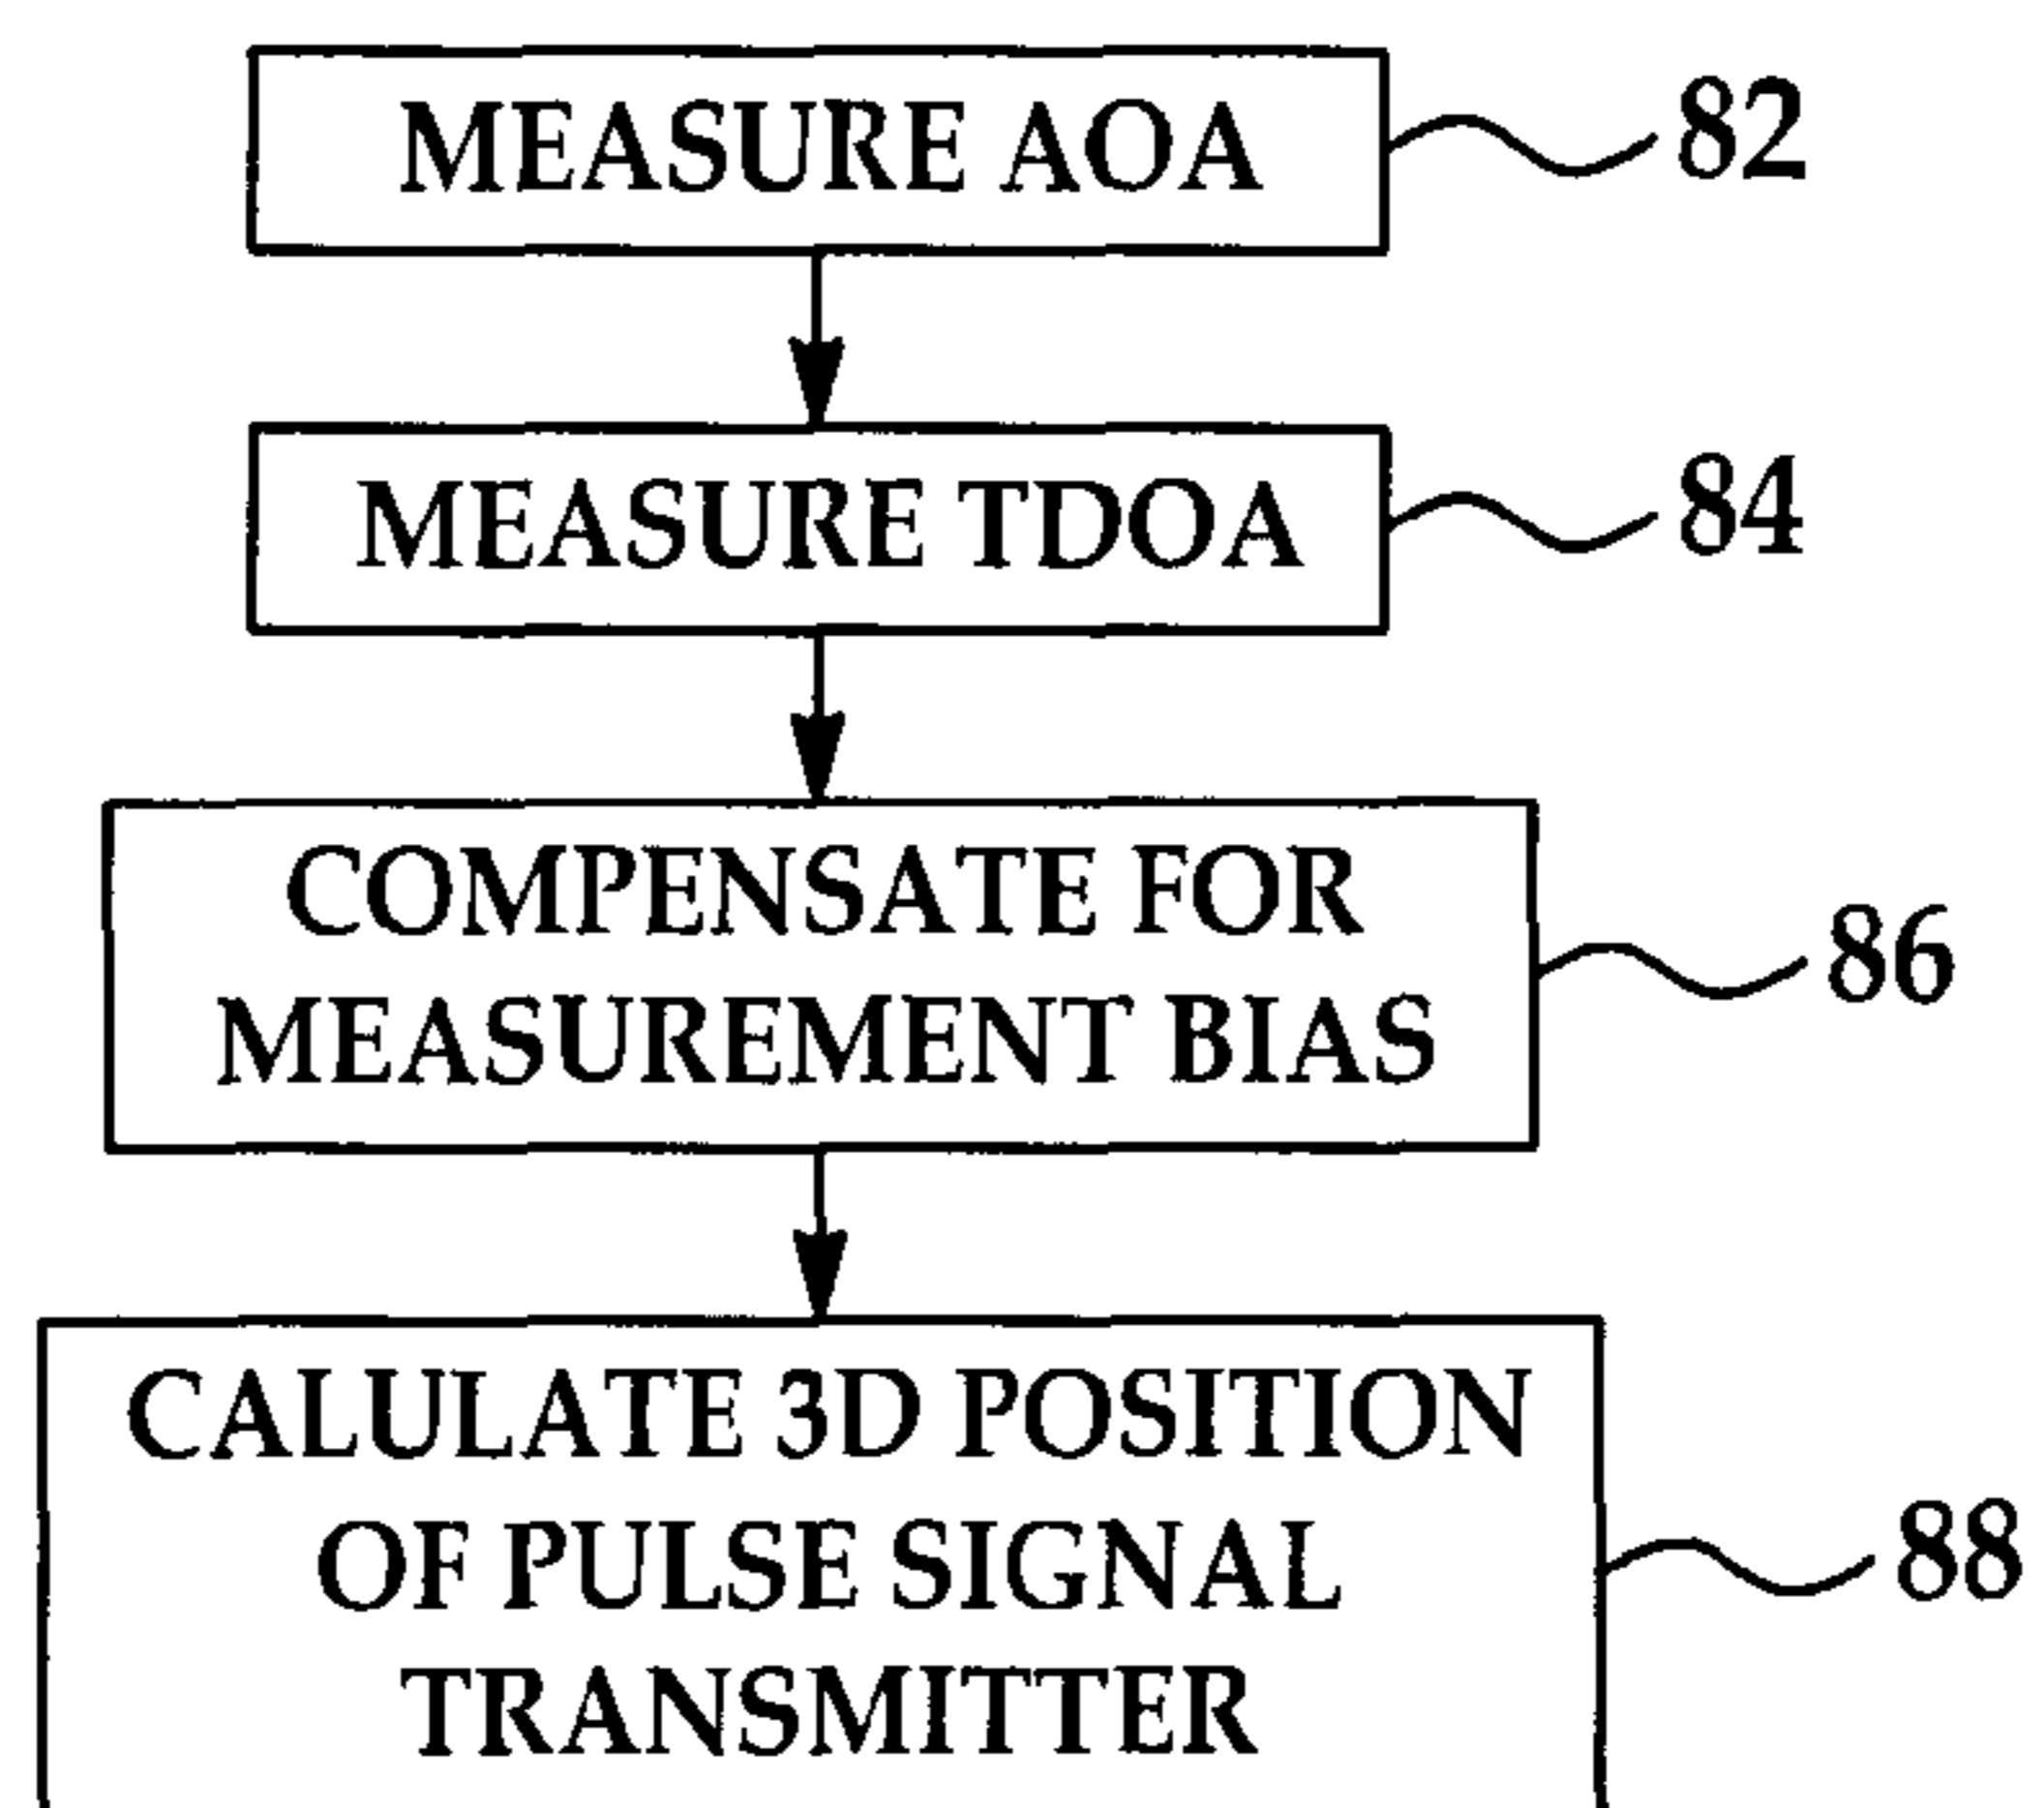 MEASURE AOA
82
MEASURE TDOA
84
COMPENSATE FOR
MEASUREMENT BIAS
86
CALULATE 3D POSITION
OF PULSE SIGNAL
TRANSMITTER
88